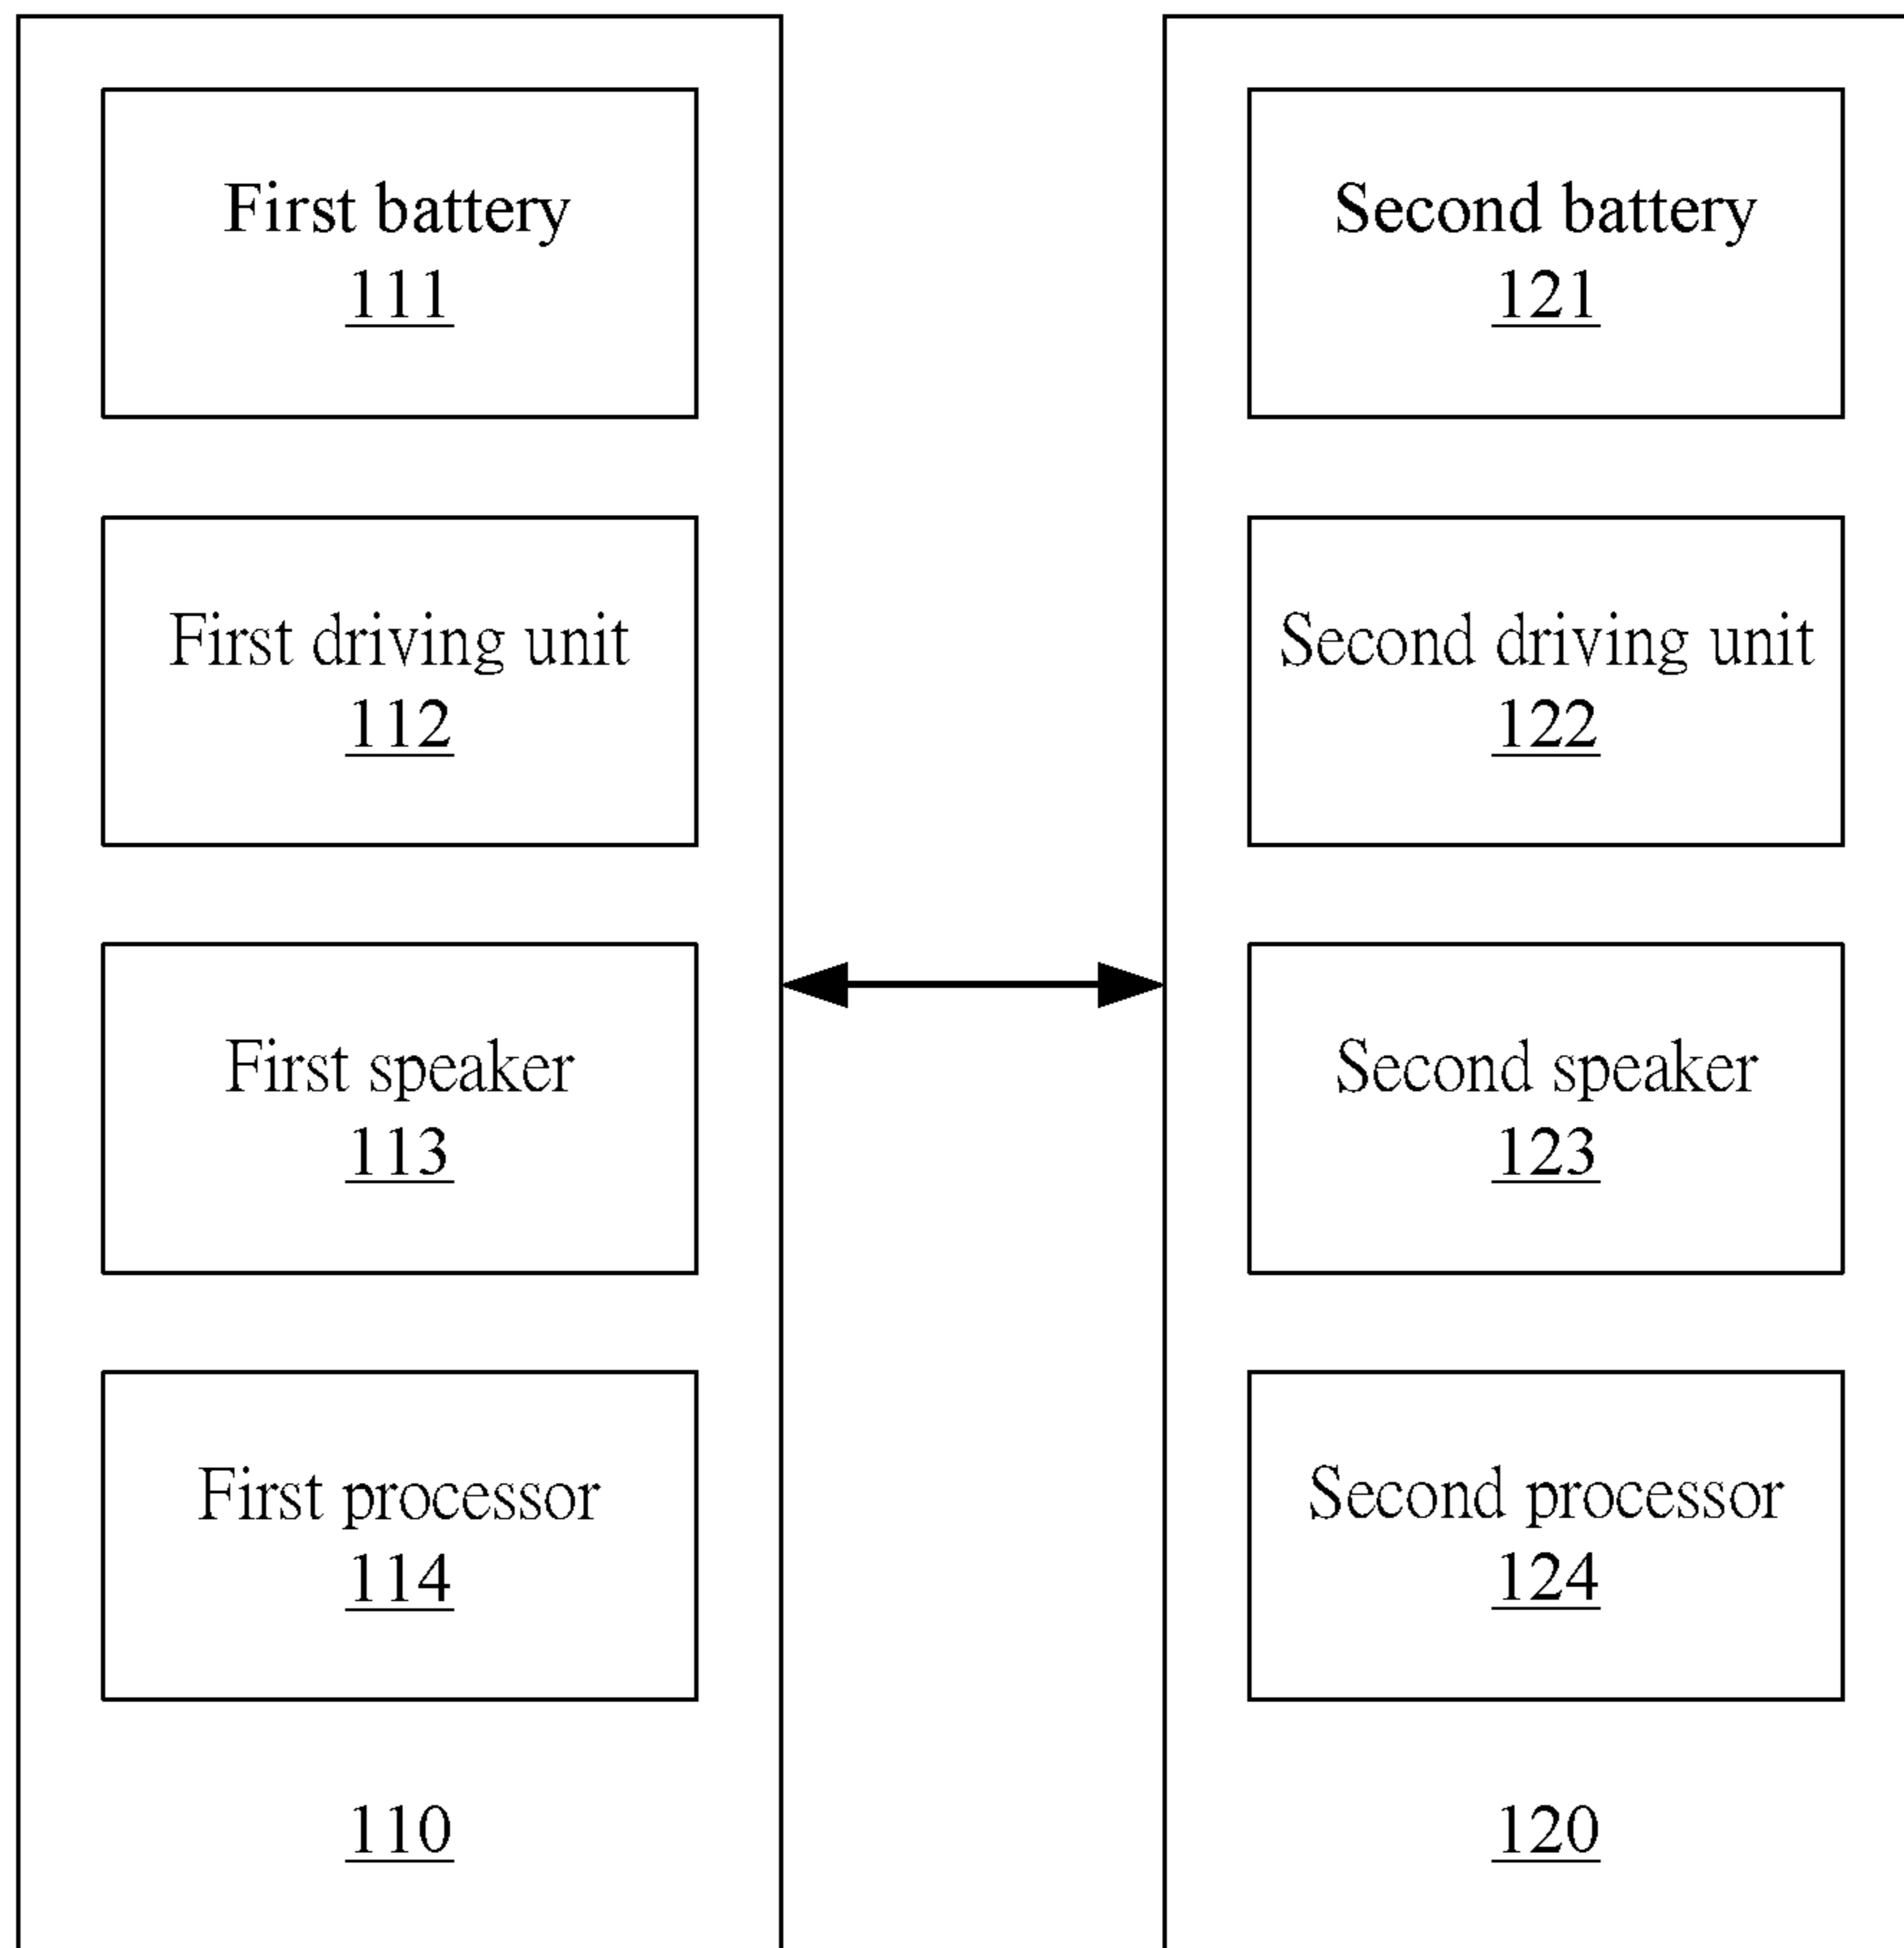 First battery
111
First driving unit
112
First speaker
113
First processor
114
110
Second battery
121
Second driving unit
122
Second speaker
123
Second processor
124
120